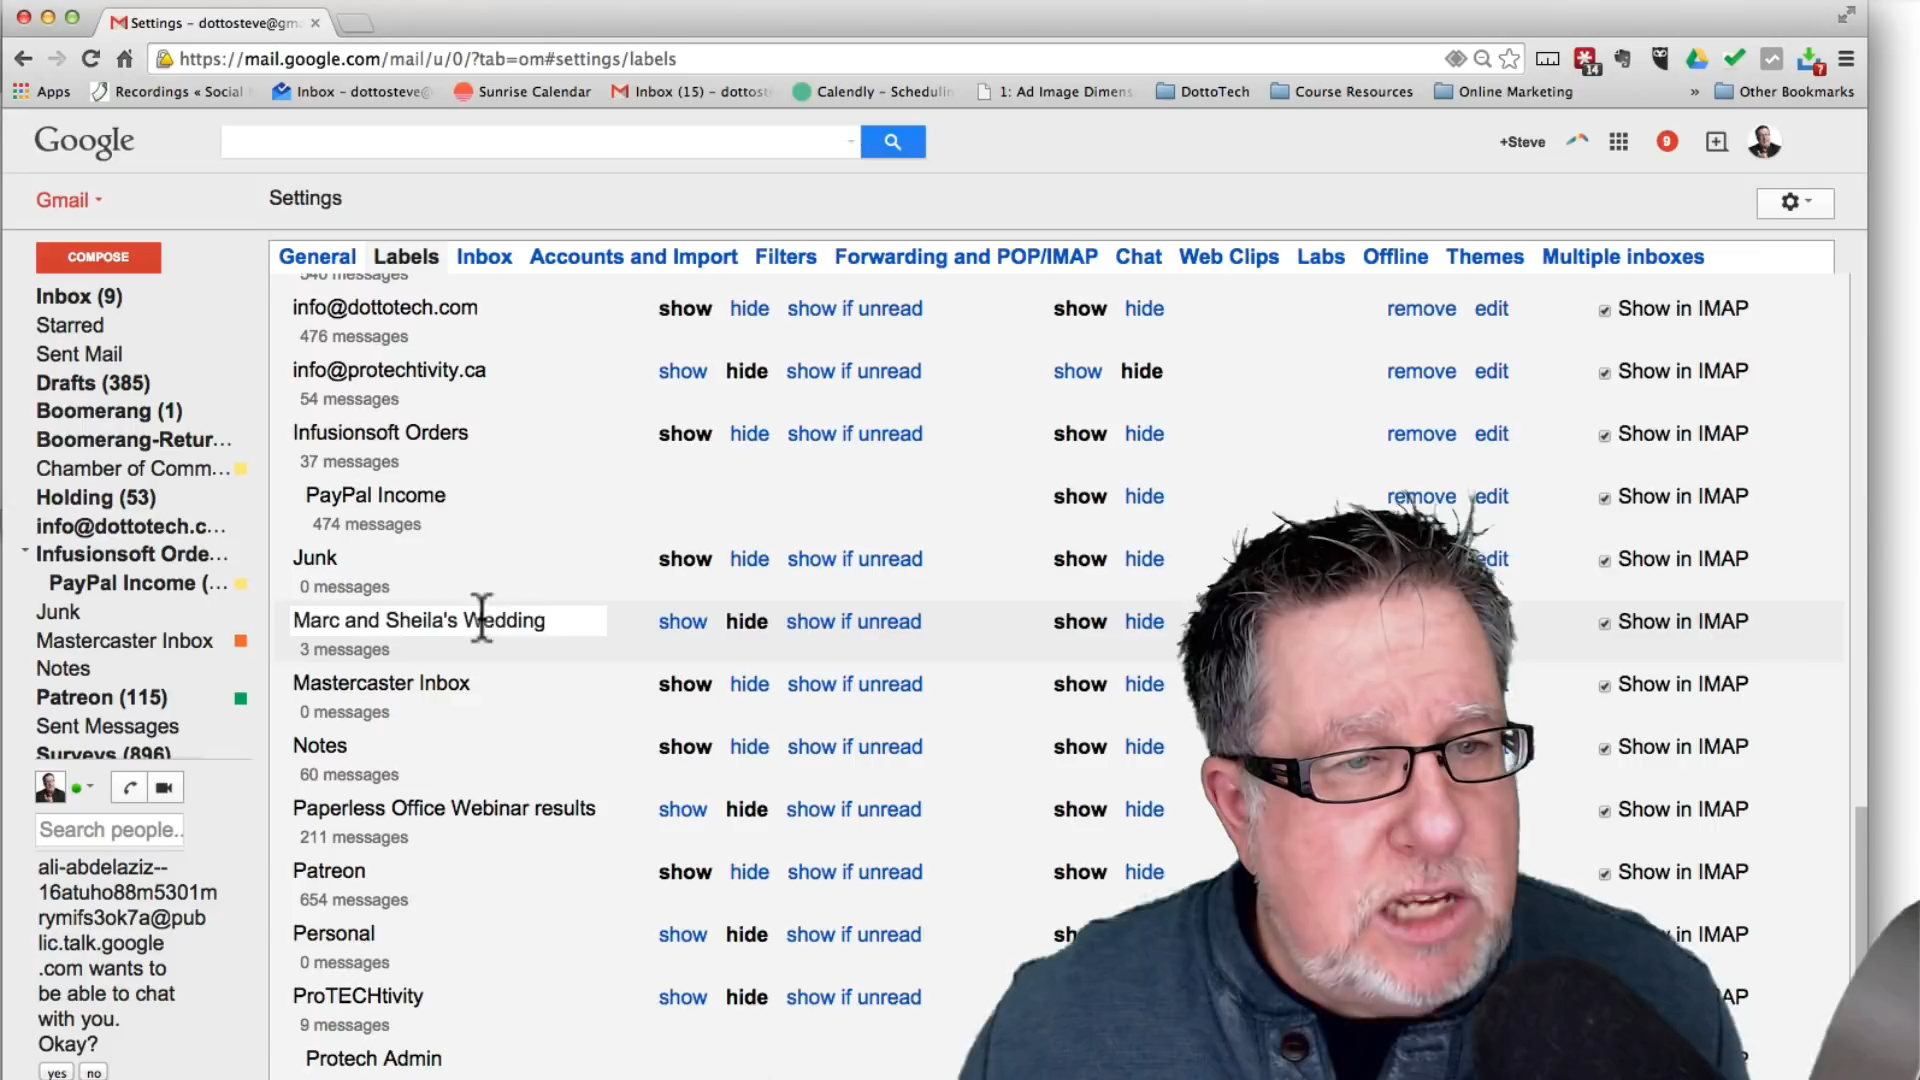 Settings - dottosteve@gm
https://mail.google.com/mail/u/0/?tab=om#settings/labels
14
7
Apps
Recordings « Social
Inbox - dottosteve@
Sunrise Calendar
Inbox (15) - dottost
Calendly - Schedulin
1: Ad Image Dimens
DottoTech
Course Resources
Online Marketing
»
Other Bookmarks
Google
+Steve
9
Gmail
Settings
COMPOSE
General Labels Inbox Accounts and Import Filters Forwarding and POP/IMAP Chat Web Clips Labs Offline Themes Multiple inboxes
Inbox (9)
Starred
Sent Mail
Drafts (385)
Boomerang (1)
Boomerang-Retur...
Chamber of Comm...
Holding (53)
info@dottotech.c...
Infusionsoft Orde...
PayPal Income (...
Junk
Mastercaster Inbox
Notes
Patreon (115)
Sent Messages
Surveys (896)
Search people..
ali-abdelaziz--
16atuho88m5301m
rymifs3ok7a@pub
lic.talk.google
.com wants to
be able to chat
with you.
Okay?
yes no
540 messages
info@dottotech.com show hide show if unread show hide remove edit Show in IMAP
476 messages
info@protechtivity.ca show hide show if unread show hide remove edit Show in IMAP
54 messages
Infusionsoft Orders show hide show if unread show hide remove edit Show in IMAP
37 messages
PayPal Income show hide remove edit Show in IMAP
474 messages
Junk show hide show if unread show hide edit Show in IMAP
0 messages
Marc and Sheila's Wedding show hide show if unread show hide Show in IMAP
3 messages
Mastercaster Inbox show hide show if unread show hide Show in IMAP
0 messages
Notes show hide show if unread show hide Show in IMAP
60 messages
Paperless Office Webinar results show hide show if unread show hide Show in IMAP
211 messages
Patreon show hide show if unread show hide Show in IMAP
654 messages
Personal show hide show if unread sh in IMAP
0 messages
ProTECHtivity show hide show if unread AP
9 messages
Protech Admin